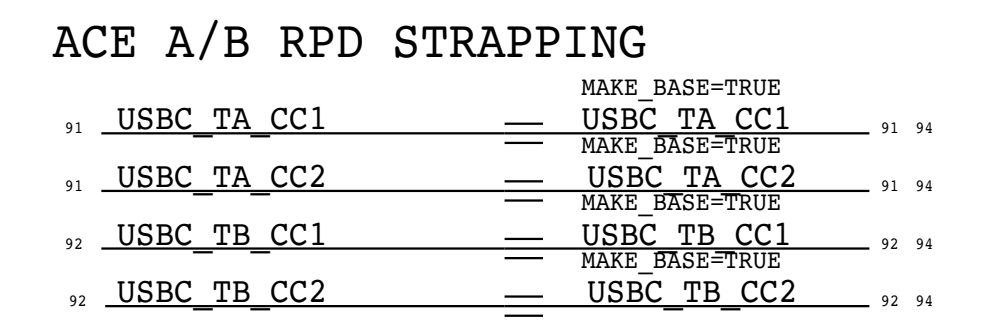 ACE A/B RPD STRAPPING
MAKE_BASE=TRUE
91 USBC_TA_CC1 USBC_TA_CC1 91 94
MAKE_BASE=TRUE
91 USBC_TA_CC2 USBC_TA_CC2 91 94
MAKE_BASE=TRUE
92 USBC_TB_CC1 USBC_TB_CC1 92 94
MAKE_BASE=TRUE
92 USBC_TB_CC2 USBC_TB_CC2 92 94